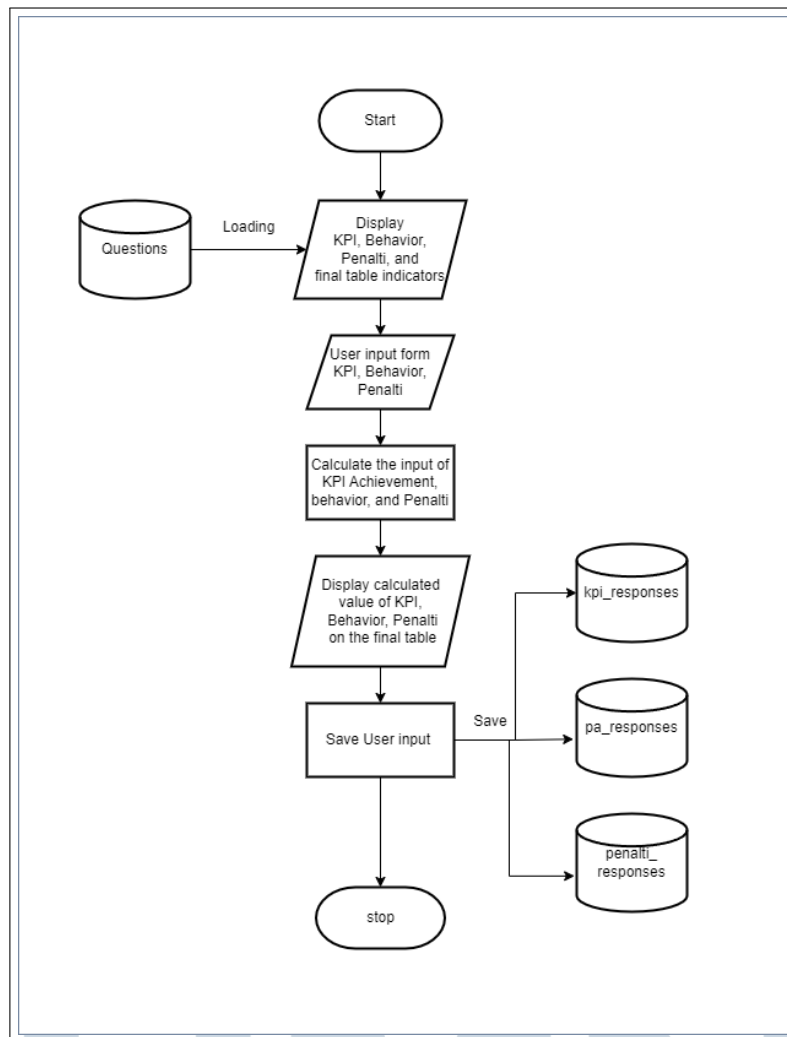 Start
Questions
Loading
Display
KPI, Behavior,
Penalti, and
final table indicators
User input form
KPI, Behavior,
Penalti
Calculate the input of
KPI Achievement,
behavior, and Penalti
Display calculated
value of KPI,
Behavior, Penalti
on the final table
kpi_responses
Save User input
Save
pa_responses
penalti_
responses
stop